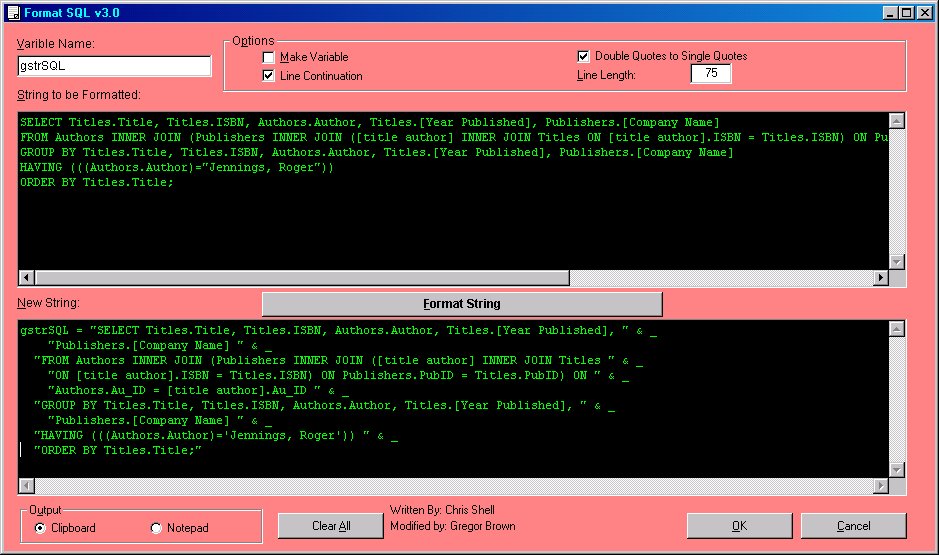 Format SQL v3.0
Varible Name:
gstrSQL
Options
Make Variable
Double Quotes to Single Quotes
Line Continuation
Line Length:
75
String to be Formatted:
SELECT Titles.Title, Titles.ISBN, Authors.Author, Titles.[Year Published], Publishers.[Company Name]
FROM Authors INNER JOIN (Publishers INNER JOIN ([title author] INNER JOIN Titles ON [title author].ISBN = Titles.ISBN) ON Pu
GROUP BY Titles.Title, Titles.ISBN, Authors.Author, Titles.[Year Published], Publishers.[Company Name]
HAVING (((Authors.Author)="Jennings, Roger"))
ORDER BY Titles.Title;
New String:
Format String
gstrSQL = "SELECT Titles.Title, Titles.ISBN, Authors.Author, Titles.[Year Published], " & _
"Publishers.[Company Name] " & _
"FROM Authors INNER JOIN (Publishers INNER JOIN ([title author] INNER JOIN Titles " & _
"ON [title author].ISBN = Titles.ISBN) ON Publishers.PubID = Titles.PubID) ON " & _
"Authors.Au_ID = [title author].Au_ID " & _
"GROUP BY Titles.Title, Titles.ISBN, Authors.Author, Titles.[Year Published], " & _
"Publishers.[Company Name] " & _
"HAVING (((Authors.Author)='Jennings, Roger')) " & _
"ORDER BY Titles.Title;"
Output
Clipboard
Notepad
Clear All
Written By: Chris Shell
Modified by: Gregor Brown
OK
Cancel